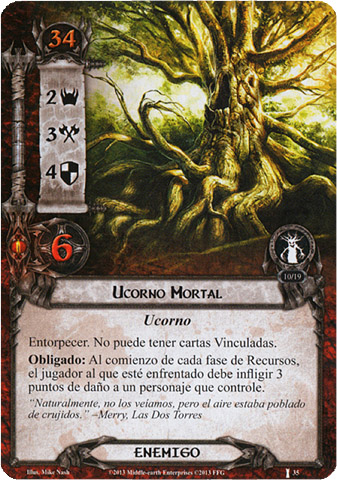 34
2
3
4
6
10/19
Ucorno Mortal
Ucorno
Entorpecer. No puede tener cartas Vinculadas.
Obligado: Al comienzo de cada fase de Recursos,
el jugador al que esté enfrentado debe infligir 3
puntos de daño a un personaje que controle.
“Naturalmente, no los veíamos, pero el aire estaba poblado
de crujidos.” –Merry, Las Dos Torres
ENEMIGO
Illus. Mike Nash
©2013 Middle-earth Enterprises ©2013 FFG
35